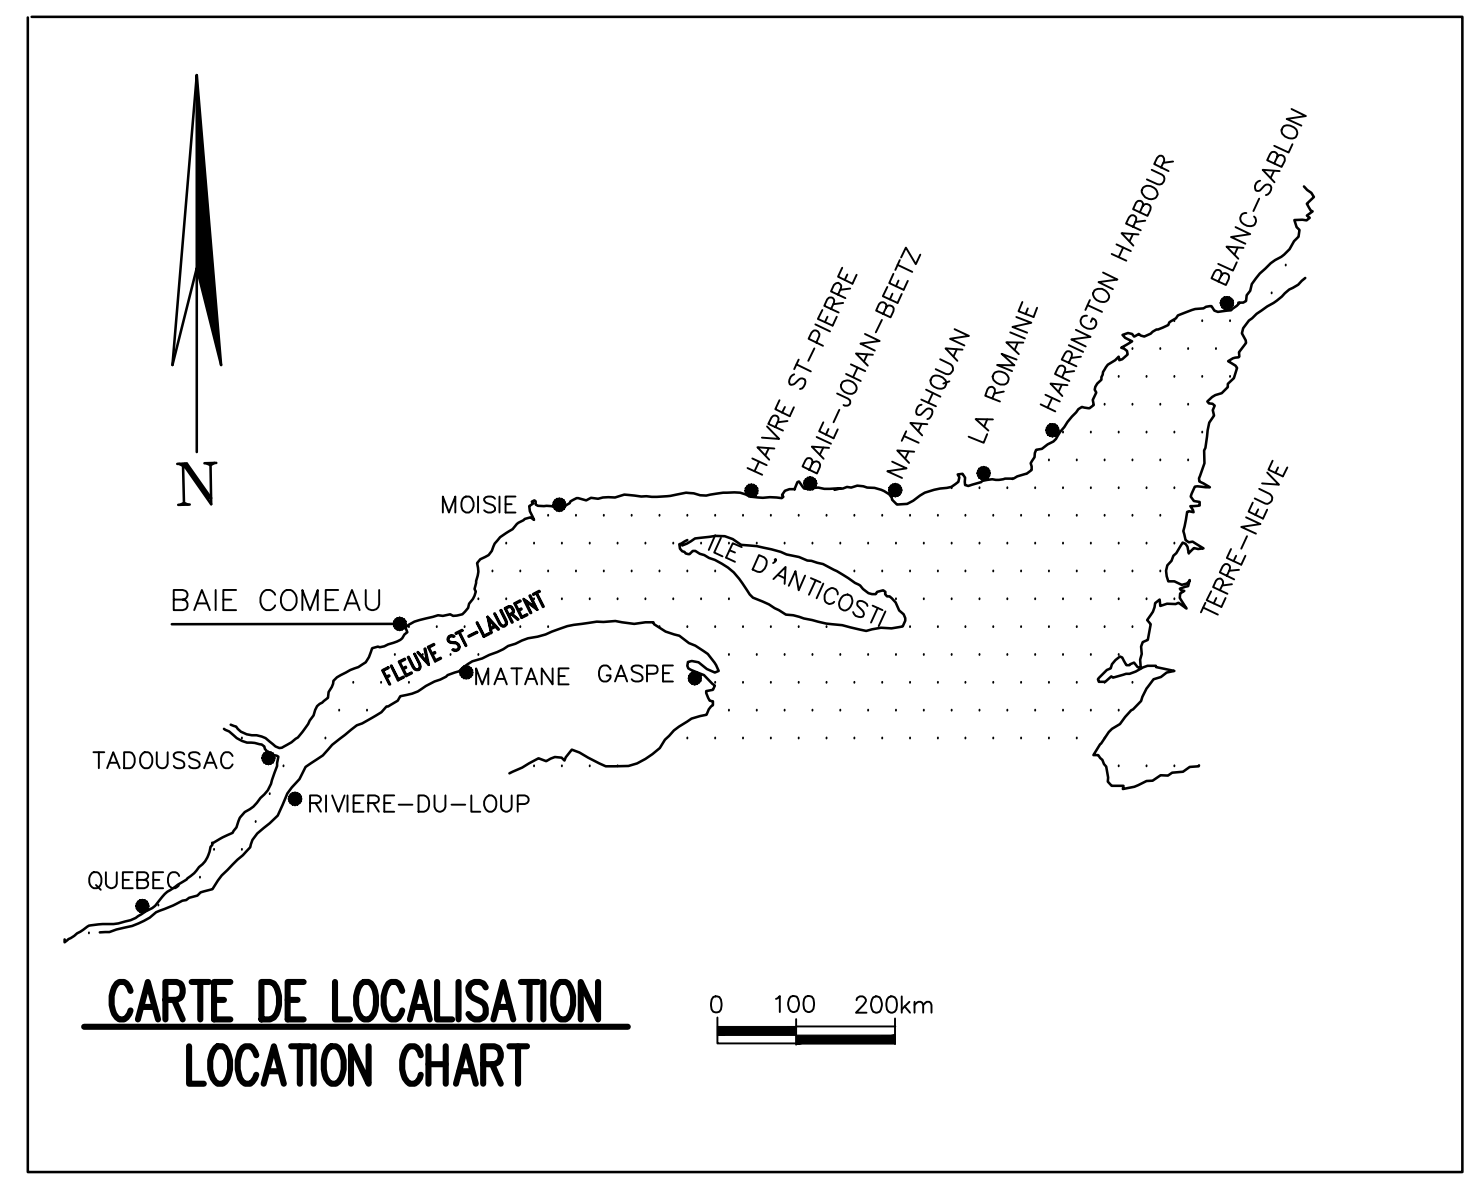 BLANC-SABLON
HARRINGTON HARBOUR
HAVRE ST-PIERRE
BAIE-JOHAN-BEETZ
NATASHQUAN
LA ROMAINE
N
MOISIE
TERRE-NEUVE
ILE D'ANTICOSTI
BAIE COMEAU
FLEUVE ST-LAURENT
MATANE
GASPE
TADOUSSAC
RIVIERE-DU-LOUP
QUEBEC
CARTE DE LOCALISATION
LOCATION CHART
0 100 200km